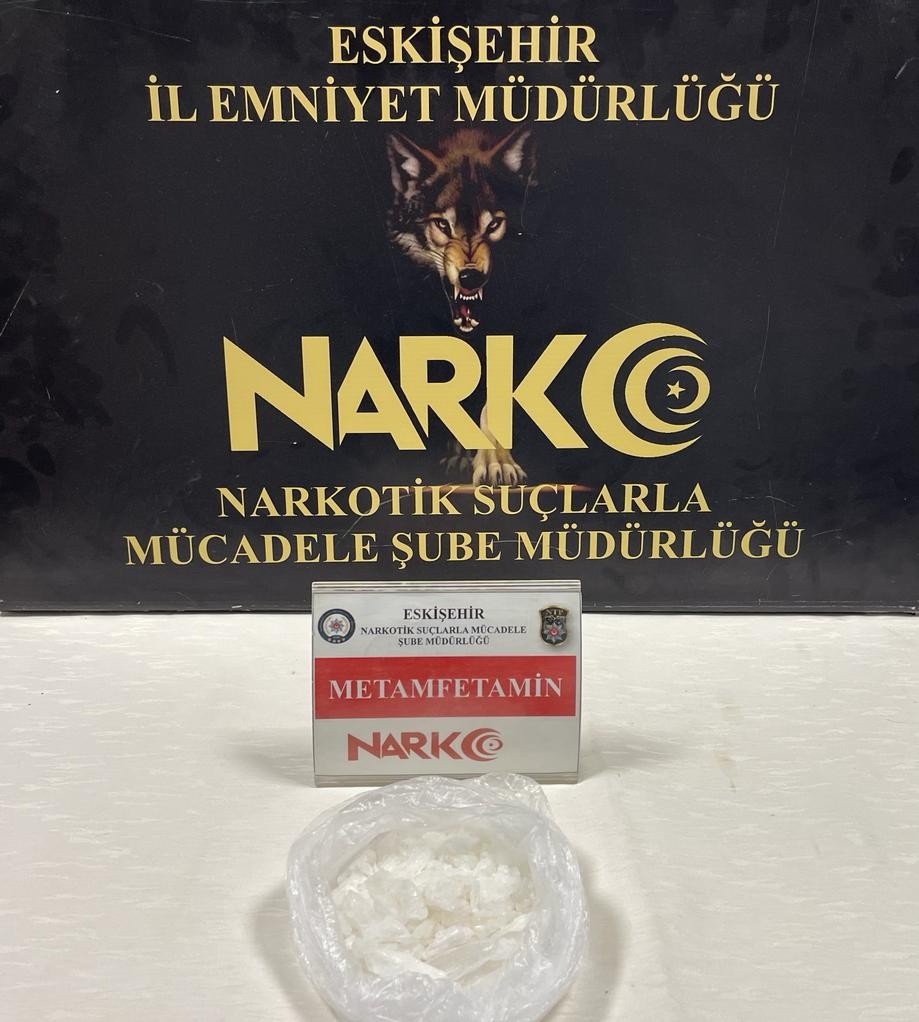 ESKİŞEHİR
İL EMNİYET MÜDÜRLÜĞÜ
NARKO
NARKOTİK SUÇLARLA
MÜCADELE ŞUBE MÜDÜRLÜĞÜ
ESKİŞEHİR
NARKOTİK SUÇLARLA MÜCADELE
ŞUBE MÜDÜRLÜĞÜ
METAMFETAMİN
NARKO